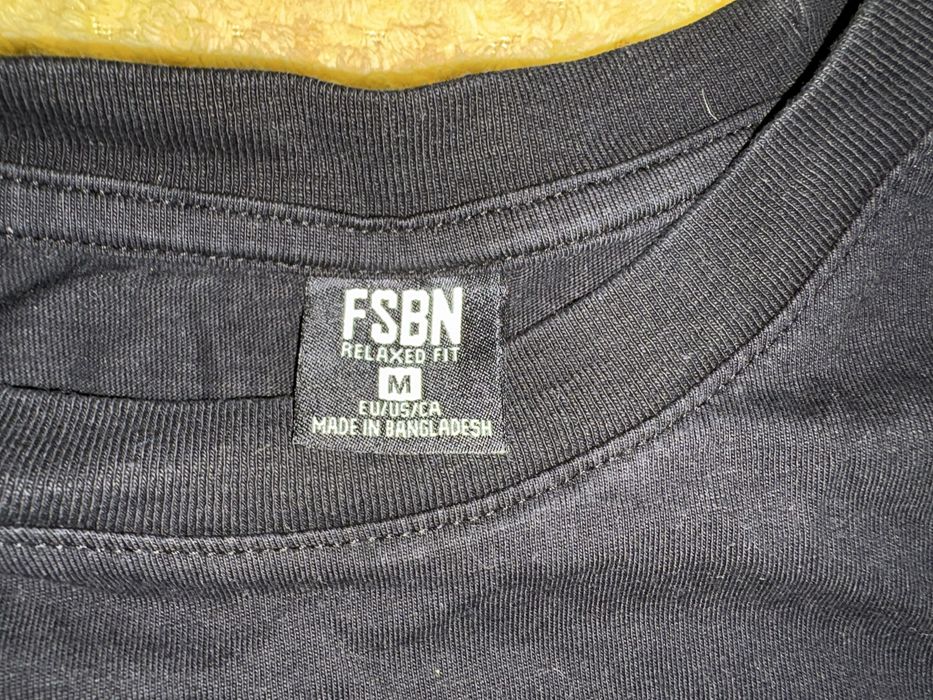 FSBN
RELAXED FIT
M
EU/US/CA
MADE IN BANGLADESH